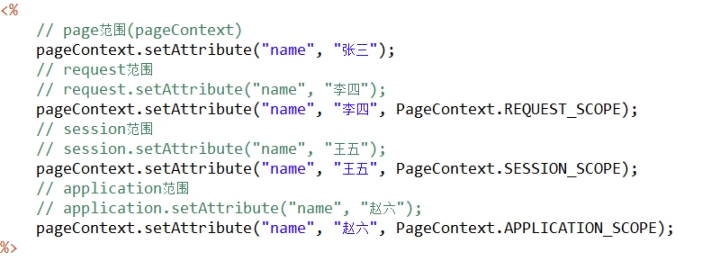 <%
// page范围(pageContext)
pageContext.setAttribute("name", "张三");
// request范围
// request.setAttribute("name", "李四");
pageContext.setAttribute("name", "李四", PageContext.REQUEST_SCOPE);
// session范围
// session.setAttribute("name", "王五");
pageContext.setAttribute("name", "王五", PageContext.SESSION_SCOPE);
// application范围
// application.setAttribute("name", "赵六");
pageContext.setAttribute("name", "赵六", PageContext.APPLICATION_SCOPE);
%>